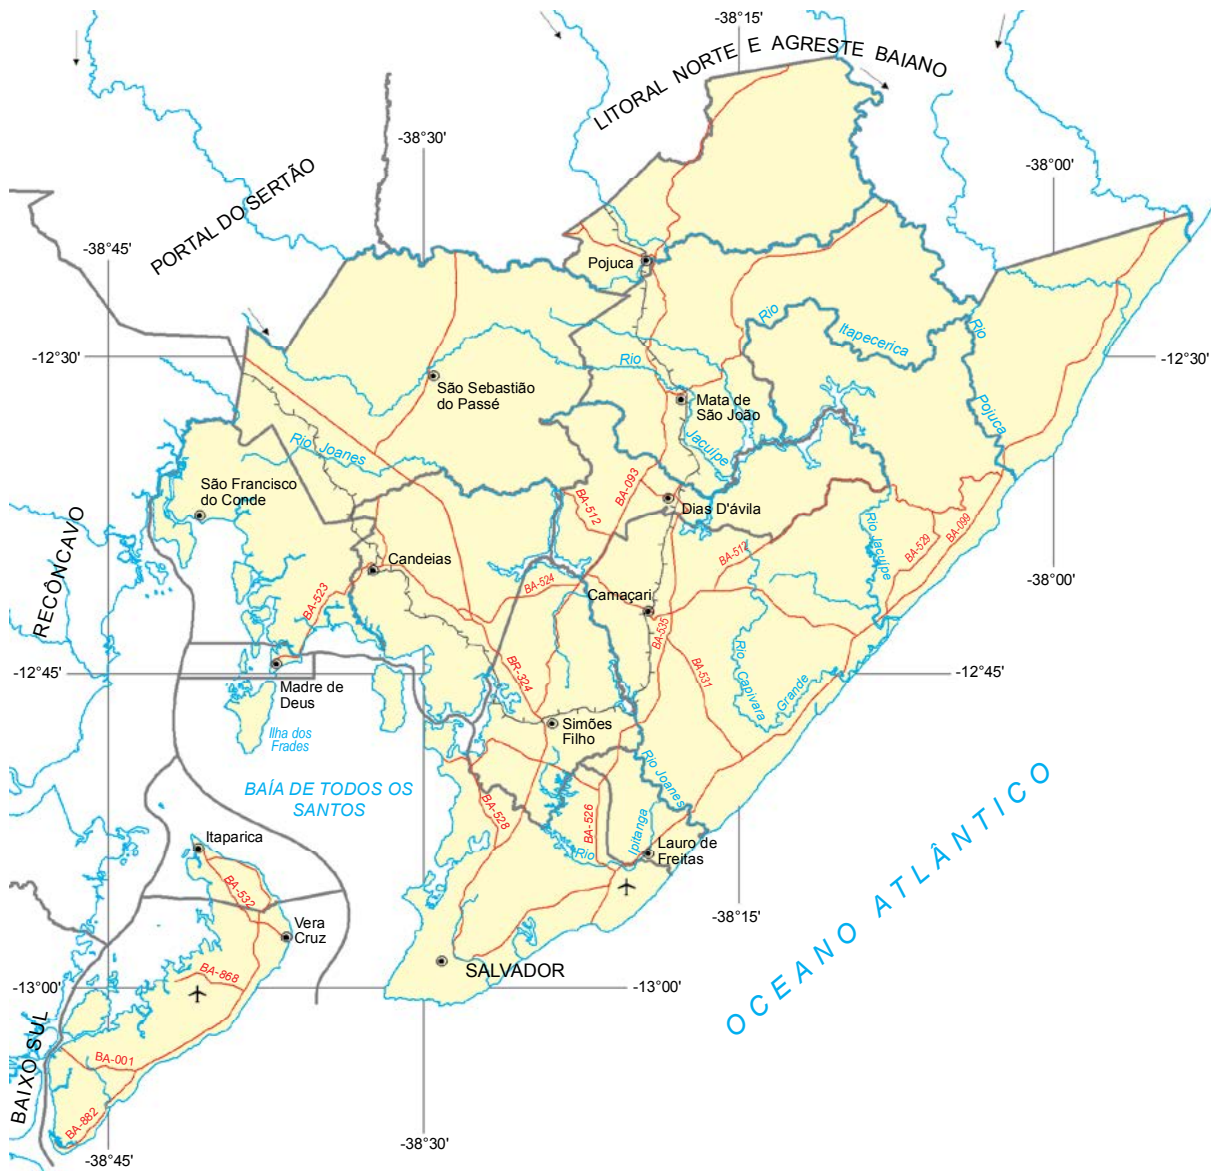 -38°15'
LITORAL NORTE E AGRESTE BAIANO
-38°30'
-38°00'
PORTAL DO SERTÃO
-38°45'
Pojuca
Rio
Itapecerica
Rio
-12°30'
-12°30'
Rio
São Sebastião
do Passé
Mata de
São João
Pojuca
Jacuípe
Rio Joanes
São Francisco
do Conde
BA-093
BA-512
Dias D'ávila
RECÔNCAVO
BA-099
BA-529
Rio Jacuípe
BA-512
Candeias
BA-524
Camaçari
-38°00'
BA-523
BA-535
Rio
Capivara
Grande
BA-531
-12°45'
-12°45'
BR-324
Madre de
Deus
Ilha dos
Frades
Simões
Filho
Rio Joanes
BAÍA DE TODOS OS
SANTOS
BA-528
BA-526
Ipitanga
Rio
Itaparica
Lauro de
Freitas
BA-532
-38°15'
OCEANO ATLÂNTICO
Vera
Cruz
BA-868
SALVADOR
-13°00'
-13°00'
BAIXO SUL
BA-001
BA-882
-38°30'
-38°45'